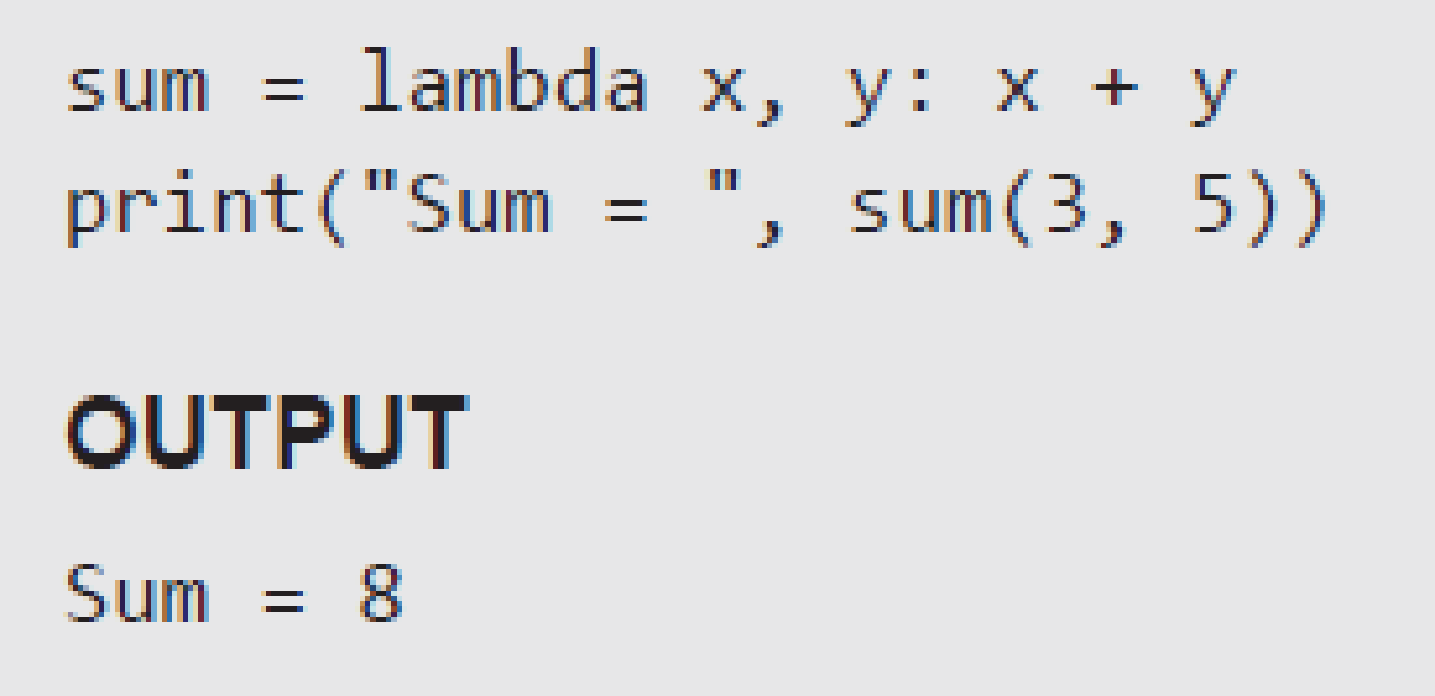 sum = lambda x, y: x + y
print("Sum = ", sum(3, 5))
OUTPUT
Sum = 8